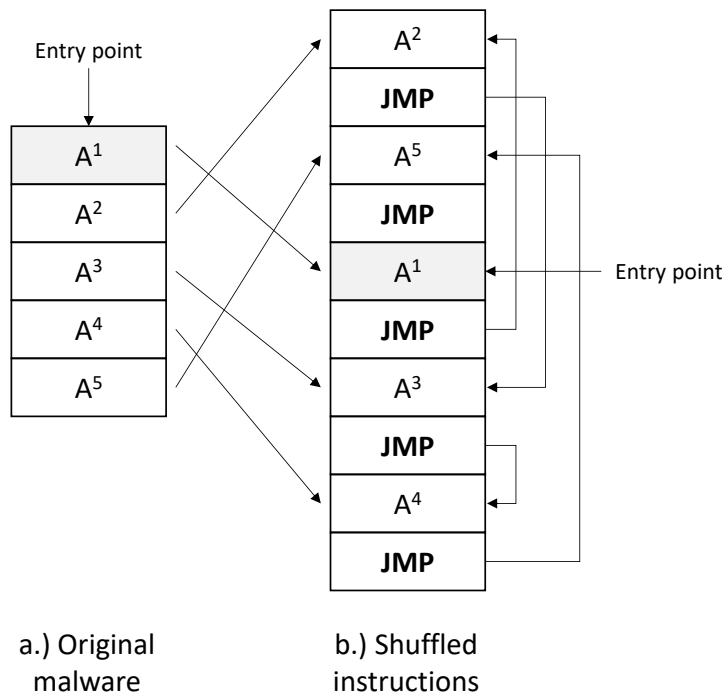 Entry point
A¹
A²
A³
A⁴
A⁵
a.) Original
malware
A²
JMP
A⁵
JMP
A¹
JMP
A³
JMP
A⁴
JMP
Entry point
b.) Shuffled
instructions